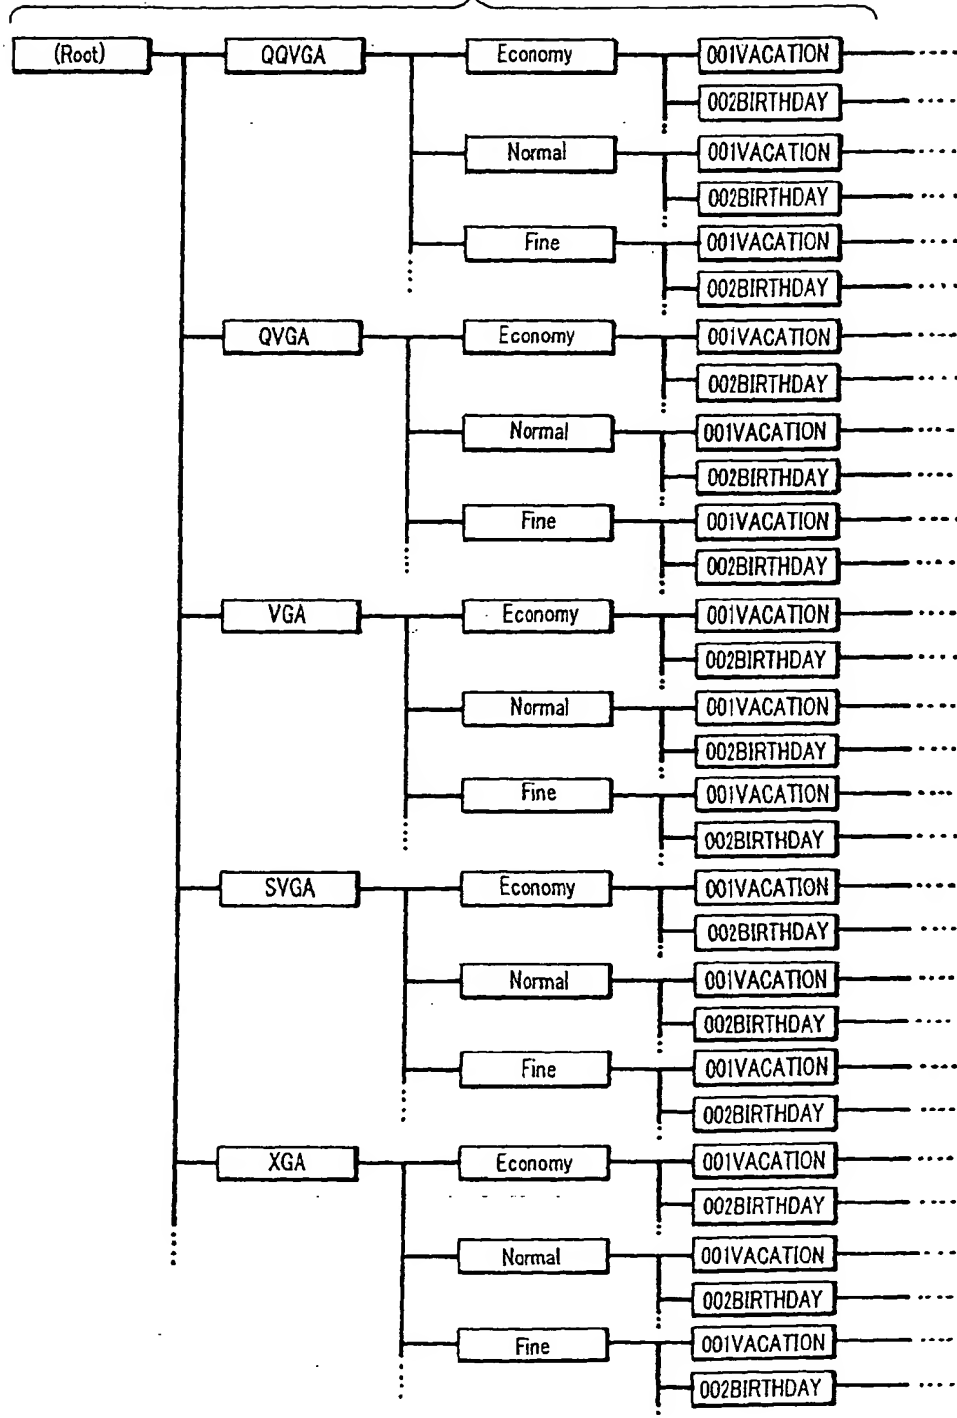 (Root) QQVGA Economy 001VACATION
002BIRTHDAY
Normal 001VACATION
002BIRTHDAY
Fine 001VACATION
002BIRTHDAY
QVGA Economy 001VACATION
002BIRTHDAY
Normal 001VACATION
002BIRTHDAY
Fine 001VACATION
002BIRTHDAY
VGA Economy 001VACATION
002BIRTHDAY
Normal 001VACATION
002BIRTHDAY
Fine 001VACATION
002BIRTHDAY
SVGA Economy 001VACATION
002BIRTHDAY
Normal 001VACATION
002BIRTHDAY
Fine 001VACATION
002BIRTHDAY
XGA Economy 001VACATION
002BIRTHDAY
Normal 001VACATION
002BIRTHDAY
Fine 001VACATION
002BIRTHDAY